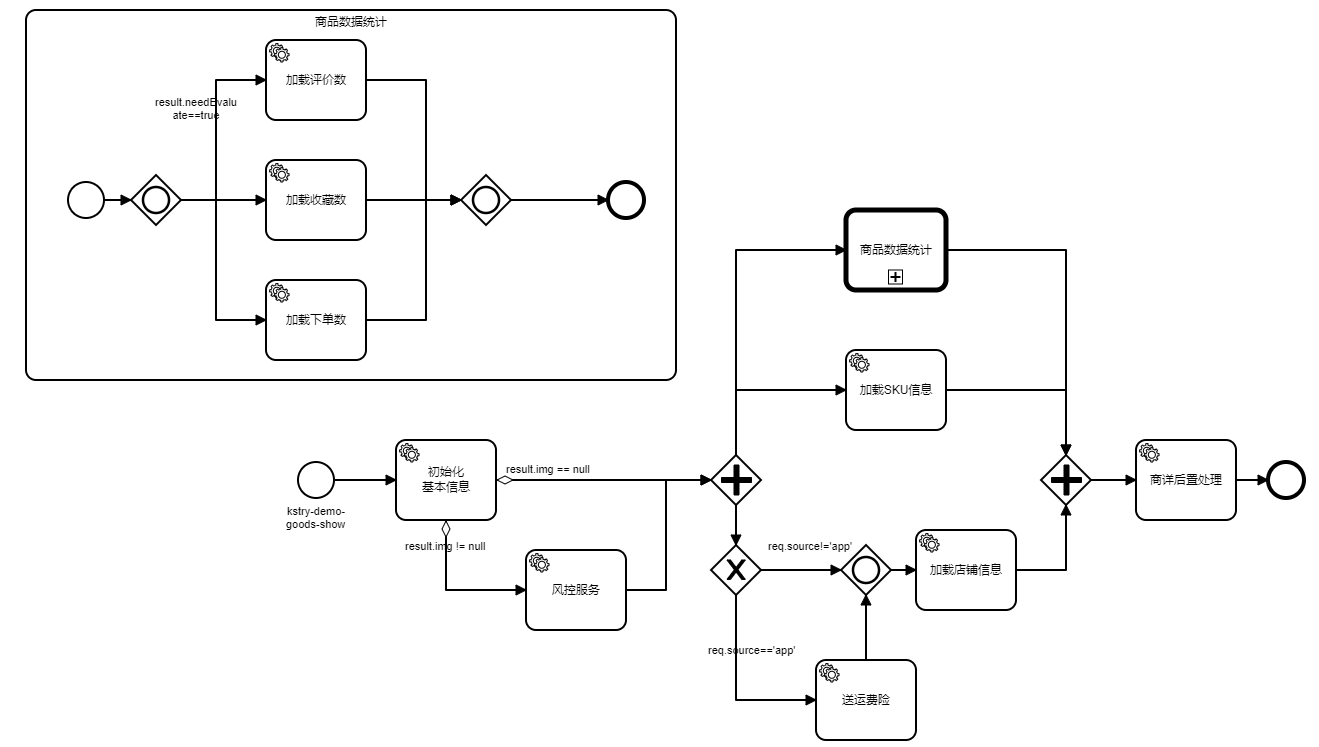 商品数据统计
加载评价数
result.needEvalu
ate==true
加载收藏数
加载下单数
商品数据统计
加载SKU信息
初始化
基本信息
result.img == null
商详后置处理
kstry-demo-
goods-show
result.img != null
req.source!='app'
加载店铺信息
风控服务
req.source=='app'
送运费险